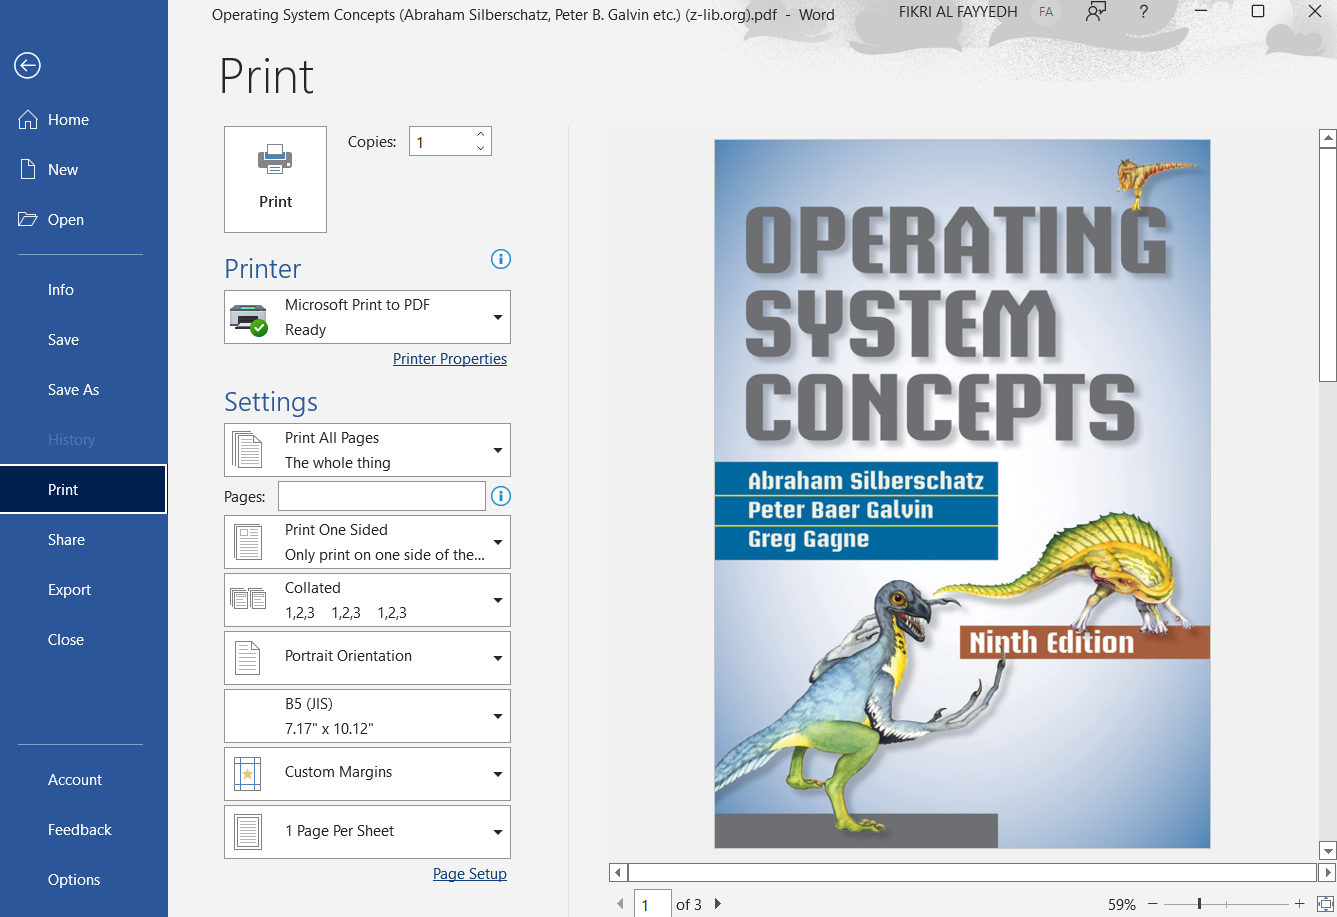 Operating System Concepts (Abraham Silberschatz, Peter B. Galvin etc.) (z-lib.org).pdf - Word
FIKRI AL FAYYEDH
FA
?
Print
Home
New
Open
Info
Save
Save As
History
Print
Share
Export
Close
Account
Feedback
Options
Print
Copies: 1
Printer
Microsoft Print to PDF
Ready
Printer Properties
Settings
Print All Pages
The whole thing
Pages:
Print One Sided
Only print on one side of the...
Collated
1,2,3 1,2,3 1,2,3
Portrait Orientation
B5 (JIS)
7.17" x 10.12"
Custom Margins
1 Page Per Sheet
Page Setup
OPERATING
SYSTEM
CONCEPTS
Abraham Silberschatz
Peter Baer Galvin
Greg Gagne
Ninth Edition
1 of 3
59%